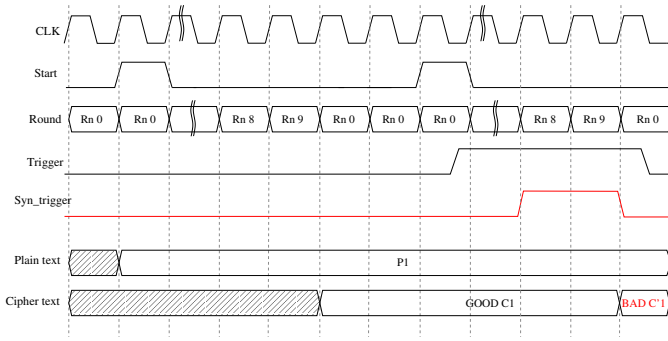 CLK
Start
Round Rn 0 Rn 0 Rn 8 Rn 9 Rn 0 Rn 0 Rn 0 Rn 8 Rn 9 Rn 0
Trigger
Syn_trigger
Plain text P1
Cipher text GOOD C1 BAD C'1